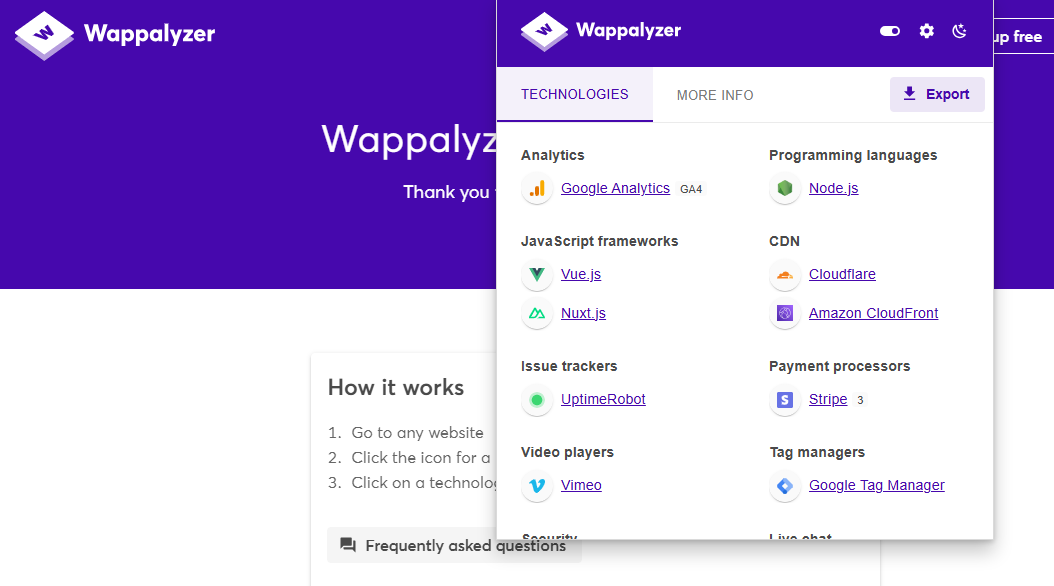 Wappalyzer
up free
Wappalyz
Thank you
How it works
1. Go to any website
2. Click the icon for a
3. Click on a technolog
Frequently asked questions
Wappalyzer
TECHNOLOGIES
MORE INFO
Export
Analytics
Google Analytics GA4
JavaScript frameworks
Vue.js
Nuxt.js
Issue trackers
UptimeRobot
Video players
Vimeo
Security
Programming languages
Node.js
CDN
Cloudflare
Amazon CloudFront
Payment processors
Stripe 3
Tag managers
Google Tag Manager
Live chat